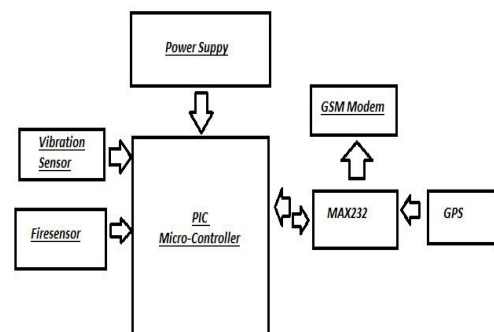 Power Suppy
GSM Modem
Vibration
Sensor
Firesensor
PIC
Micro-Controller
MAX232
GPS